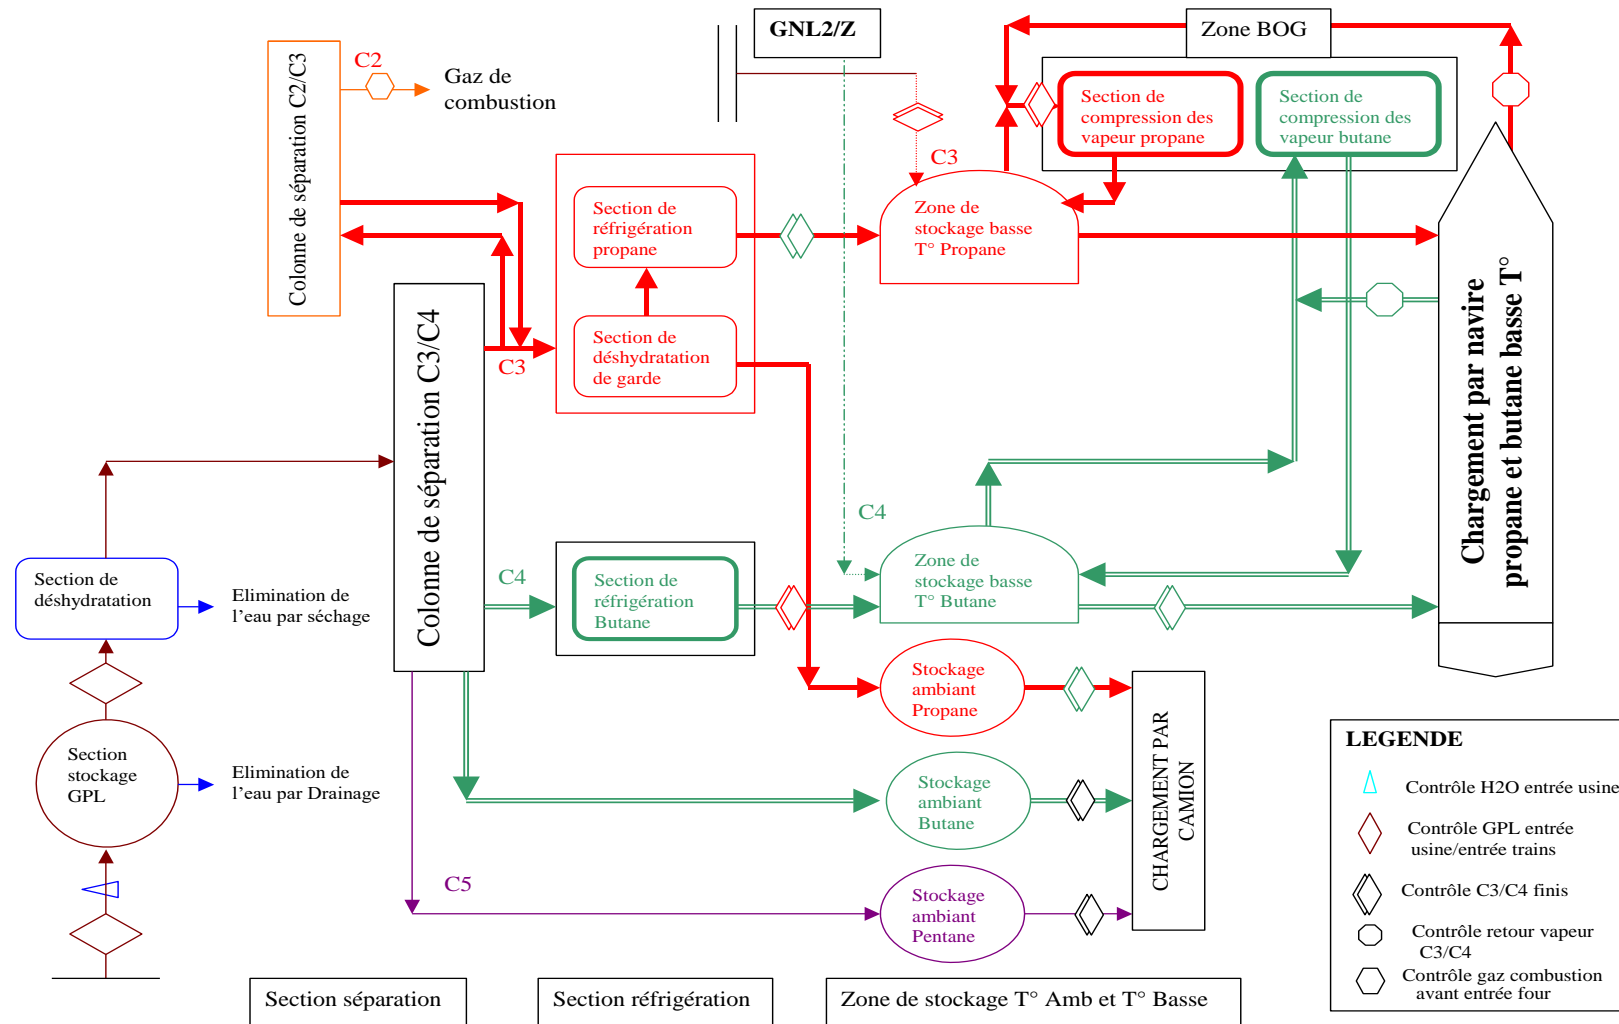 GNL2/Z
Zone BOG
C2
Gaz de
combustion
Colonne de séparation C2/C3
Section de
compression des
vapeur propane
Section de
compression des
vapeur butane
C3
Section de
réfrigération
propane
Zone de
stockage basse
T° Propane
Section de
déshydratation
de garde
C3
Colonne de séparation C3/C4
Chargement par navire
propane et butane basse T°
C4
Zone de
stockage basse
T° Butane
C4
Section de
réfrigération
Butane
Section de
déshydratation
Elimination de
l'eau par séchage
Section
stockage
GPL
Elimination de
l'eau par Drainage
Stockage
ambiant
Propane
Stockage
ambiant
Butane
C5
Stockage
ambiant
Pentane
CHARGEMENT PAR
CAMION
LEGENDE
Contrôle H2O entrée usine
Contrôle GPL entrée
usine/entrée trains
Contrôle C3/C4 finis
Contrôle retour vapeur
C3/C4
Contrôle gaz combustion
avant entrée four
Section séparation
Section réfrigération
Zone de stockage T° Amb et T° Basse